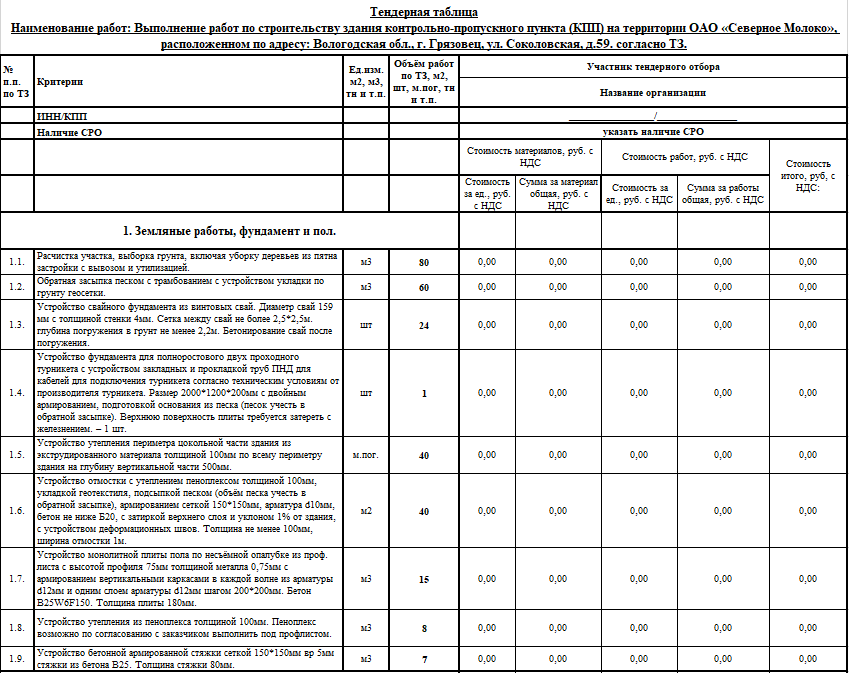 Тендерная таблица
Наименование работ: Выполнение работ по строительству здания контрольно-пропускного пункта (КПП) на территории ОАО «Северное Молоко»,
расположенном по адресу: Вологодская обл., г. Грязовец, ул. Соколовская, д.59. согласно ТЗ.
№
п.п.
по ТЗ
Критерии
Ед.изм.
м2, м3,
тн и т.п.
Объём работ
по ТЗ, м2,
шт, м.пог, тн
и т.п.
Участник тендерного отбора
Название организации
ИНН/КПП
________________/________________
Наличие СРО
указать наличие СРО
Стоимость материалов, руб. с
НДС
Стоимость работ, руб. с НДС
Стоимость
итого, руб, с
НДС:
Стоимость
за ед., руб.
с НДС
Сумма за материал
общая, руб. с
НДС
Стоимость за
ед., руб. с НДС
Сумма за работы
общая, руб. с НДС
1. Земляные работы, фундамент и пол.
1.1.
Расчистка участка, выборка грунта, включая уборку деревьев из пятна
застройки с вывозом и утилизацией.
м3
80
0,00 0,00 0,00 0,00 0,00
1.2.
Обратная засыпка песком с трамбованием с устройством укладки по
грунту геосетки.
м3
60
0,00 0,00 0,00 0,00 0,00
1.3.
Устройство свайного фундамента из винтовых свай. Диаметр свай 159
мм с толщиной стенки 4мм. Сетка между свай не более 2,5*2,5м.
глубина погружения в грунт не менее 2,2м. Бетонирование свай после
погружения.
шт
24
0,00 0,00 0,00 0,00 0,00
1.4.
Устройство фундамента для полноростового двух проходного
турникета с устройством закладных и прокладкой труб ПНД для
кабелей для подключения турникета согласно техническим условиям от
производителя турникета. Размер 2000*1200*200мм с двойным
армированием, подготовкой основания из песка (песок учесть в
обратной засыпке). Верхнюю поверхность плиты требуется затереть с
железнением. – 1 шт.
шт
1
0,00 0,00 0,00 0,00 0,00
1.5.
Устройство утепления периметра цокольной части здания из
экструдированного материала толщиной 100мм по всему периметру
здания на глубину вертикальной части 500мм.
м.пог.
40
0,00 0,00 0,00 0,00 0,00
1.6.
Устройство отмостки с утеплением пеноплексом толщиной 100мм,
укладкой геотекстиля, подсыпкой песком (объём песка учесть в
обратной засыпке), армированием сеткой 150*150мм, арматура d10мм,
бетон не ниже Б20, с затиркой верхнего слоя и уклоном 1% от здания,
с устройством деформационных швов. Толщина не менее 100мм,
ширина отмостки 1м.
м2
40
0,00 0,00 0,00 0,00 0,00
1.7.
Устройство монолитной плиты пола по несъёмной опалубке из проф.
листа с высотой профиля 75мм толщиной металла 0,75мм с
армированием вертикальными каркасами в каждой волне из арматуры
d12мм и одним слоем арматуры d12мм шагом 200*200мм. Бетон
B25W6F150. Толщина плиты 180мм.
м3
15
0,00 0,00 0,00 0,00 0,00
1.8.
Устройство утепления из пеноплекса толщиной 100мм. Пеноплекс
возможно по согласованию с заказчиком выполнить под профлистом.
м3
8
0,00 0,00 0,00 0,00 0,00
1.9.
Устройство бетонной армированной стяжки сеткой 150*150мм вр 5мм
стяжки из бетона В25. Толщина стяжки 80мм.
м3
7
0,00 0,00 0,00 0,00 0,00